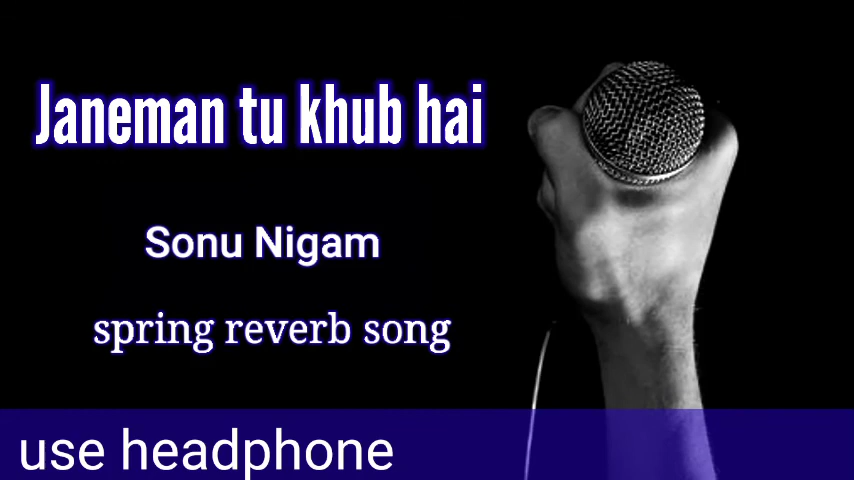 Janeman tu khub hai
Sonu Nigam
spring reverb song
use headphone